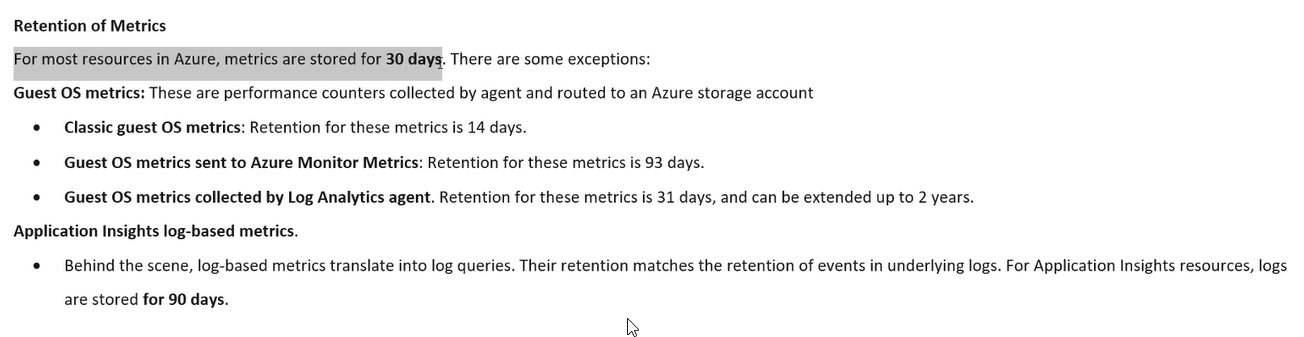 Retention of Metrics
For most resources in Azure, metrics are stored for 30 days. There are some exceptions:
Guest OS metrics: These are performance counters collected by agent and routed to an Azure storage account
• Classic guest OS metrics: Retention for these metrics is 14 days.
• Guest OS metrics sent to Azure Monitor Metrics: Retention for these metrics is 93 days.
• Guest OS metrics collected by Log Analytics agent. Retention for these metrics is 31 days, and can be extended up to 2 years.
Application Insights log-based metrics.
• Behind the scene, log-based metrics translate into log queries. Their retention matches the retention of events in underlying logs. For Application Insights resources, logs
are stored for 90 days.